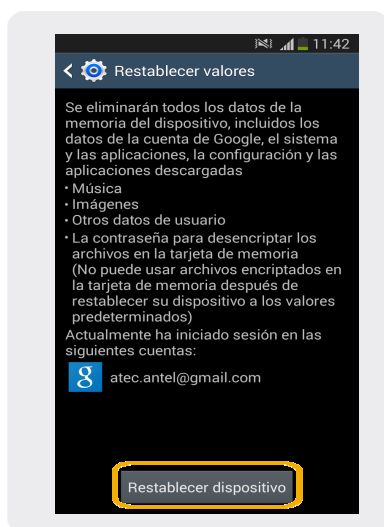 11:42
Restablecer valores
Se eliminarán todos los datos de la
memoria del dispositivo, incluidos los
datos de la cuenta de Google, el sistema
y las aplicaciones, la configuración y las
aplicaciones descargadas
· Música
· Imágenes
· Otros datos de usuario
· La contraseña para desencriptar los
archivos en la tarjeta de memoria
(No puede usar archivos encriptados en
la tarjeta de memoria después de
restablecer su dispositivo a los valores
predeterminados)
Actualmente ha iniciado sesión en las
siguientes cuentas:
g atec.antel@gmail.com
Restablecer dispositivo